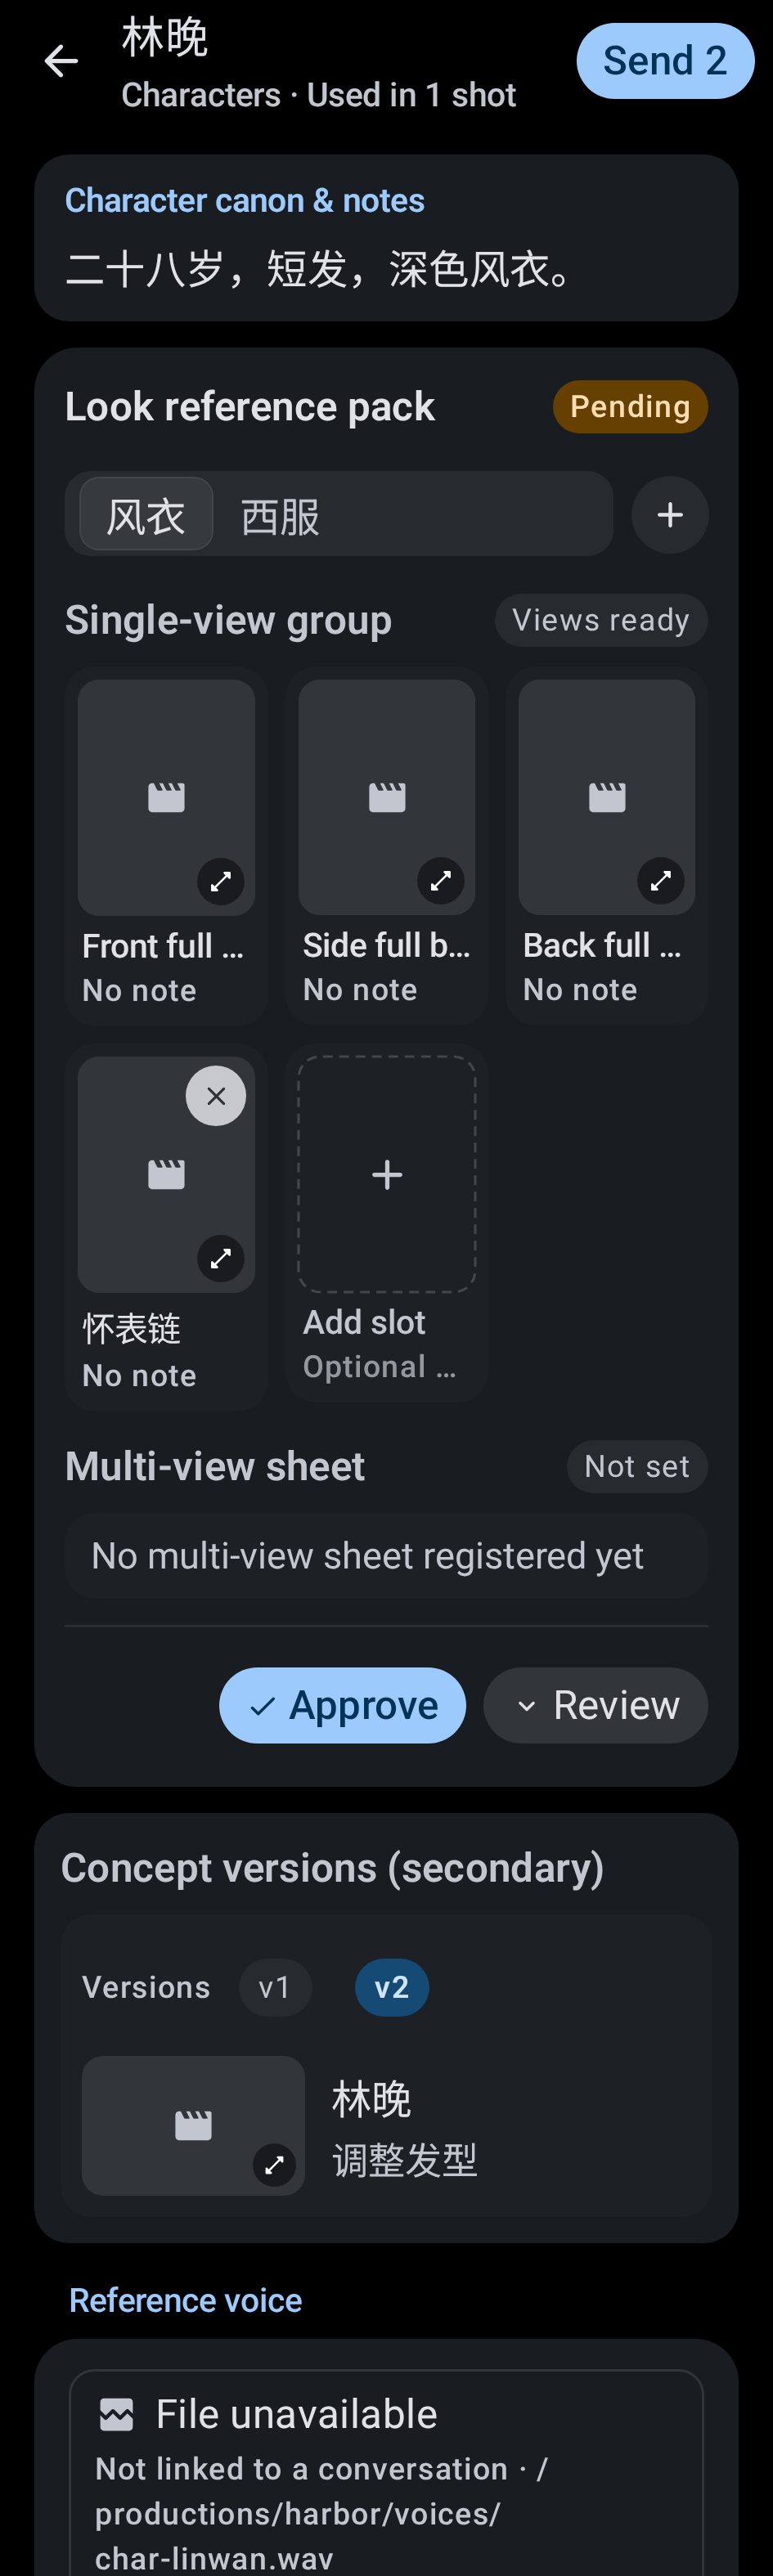 林晚
Send 2
Characters · Used in 1 shot
Character canon & notes
二十八岁，短发，深色风衣。
Look reference pack
Pending
风衣
西服
Single-view group
Views ready
Front full ...
Side full b...
Back full ...
No note
No note
No note
怀表链
Add slot
No note
Optional ...
Multi-view sheet
Not set
No multi-view sheet registered yet
Approve
Review
Concept versions (secondary)
Versions
v1
v2
林晚
调整发型
Reference voice
File unavailable
Not linked to a conversation · /
productions/harbor/voices/
char-linwan.wav